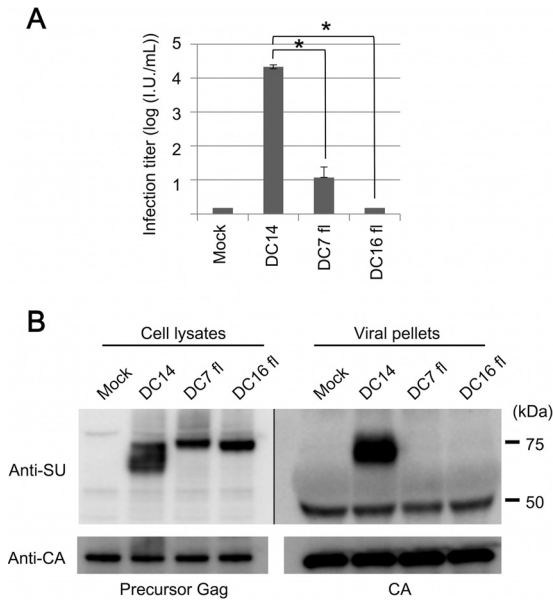 A
Infection titer (log (I.U./mL))
5
4
3
2
1
*
*
Mock
DC14
DC7 fl
DC16 fl
B
Cell lysates
Viral pellets
Mock
DC14
DC7 fl
DC16 fl
Mock
DC14
DC7 fl
DC16 fl
(kDa)
Anti-SU
75
50
Anti-CA
Precursor Gag
CA